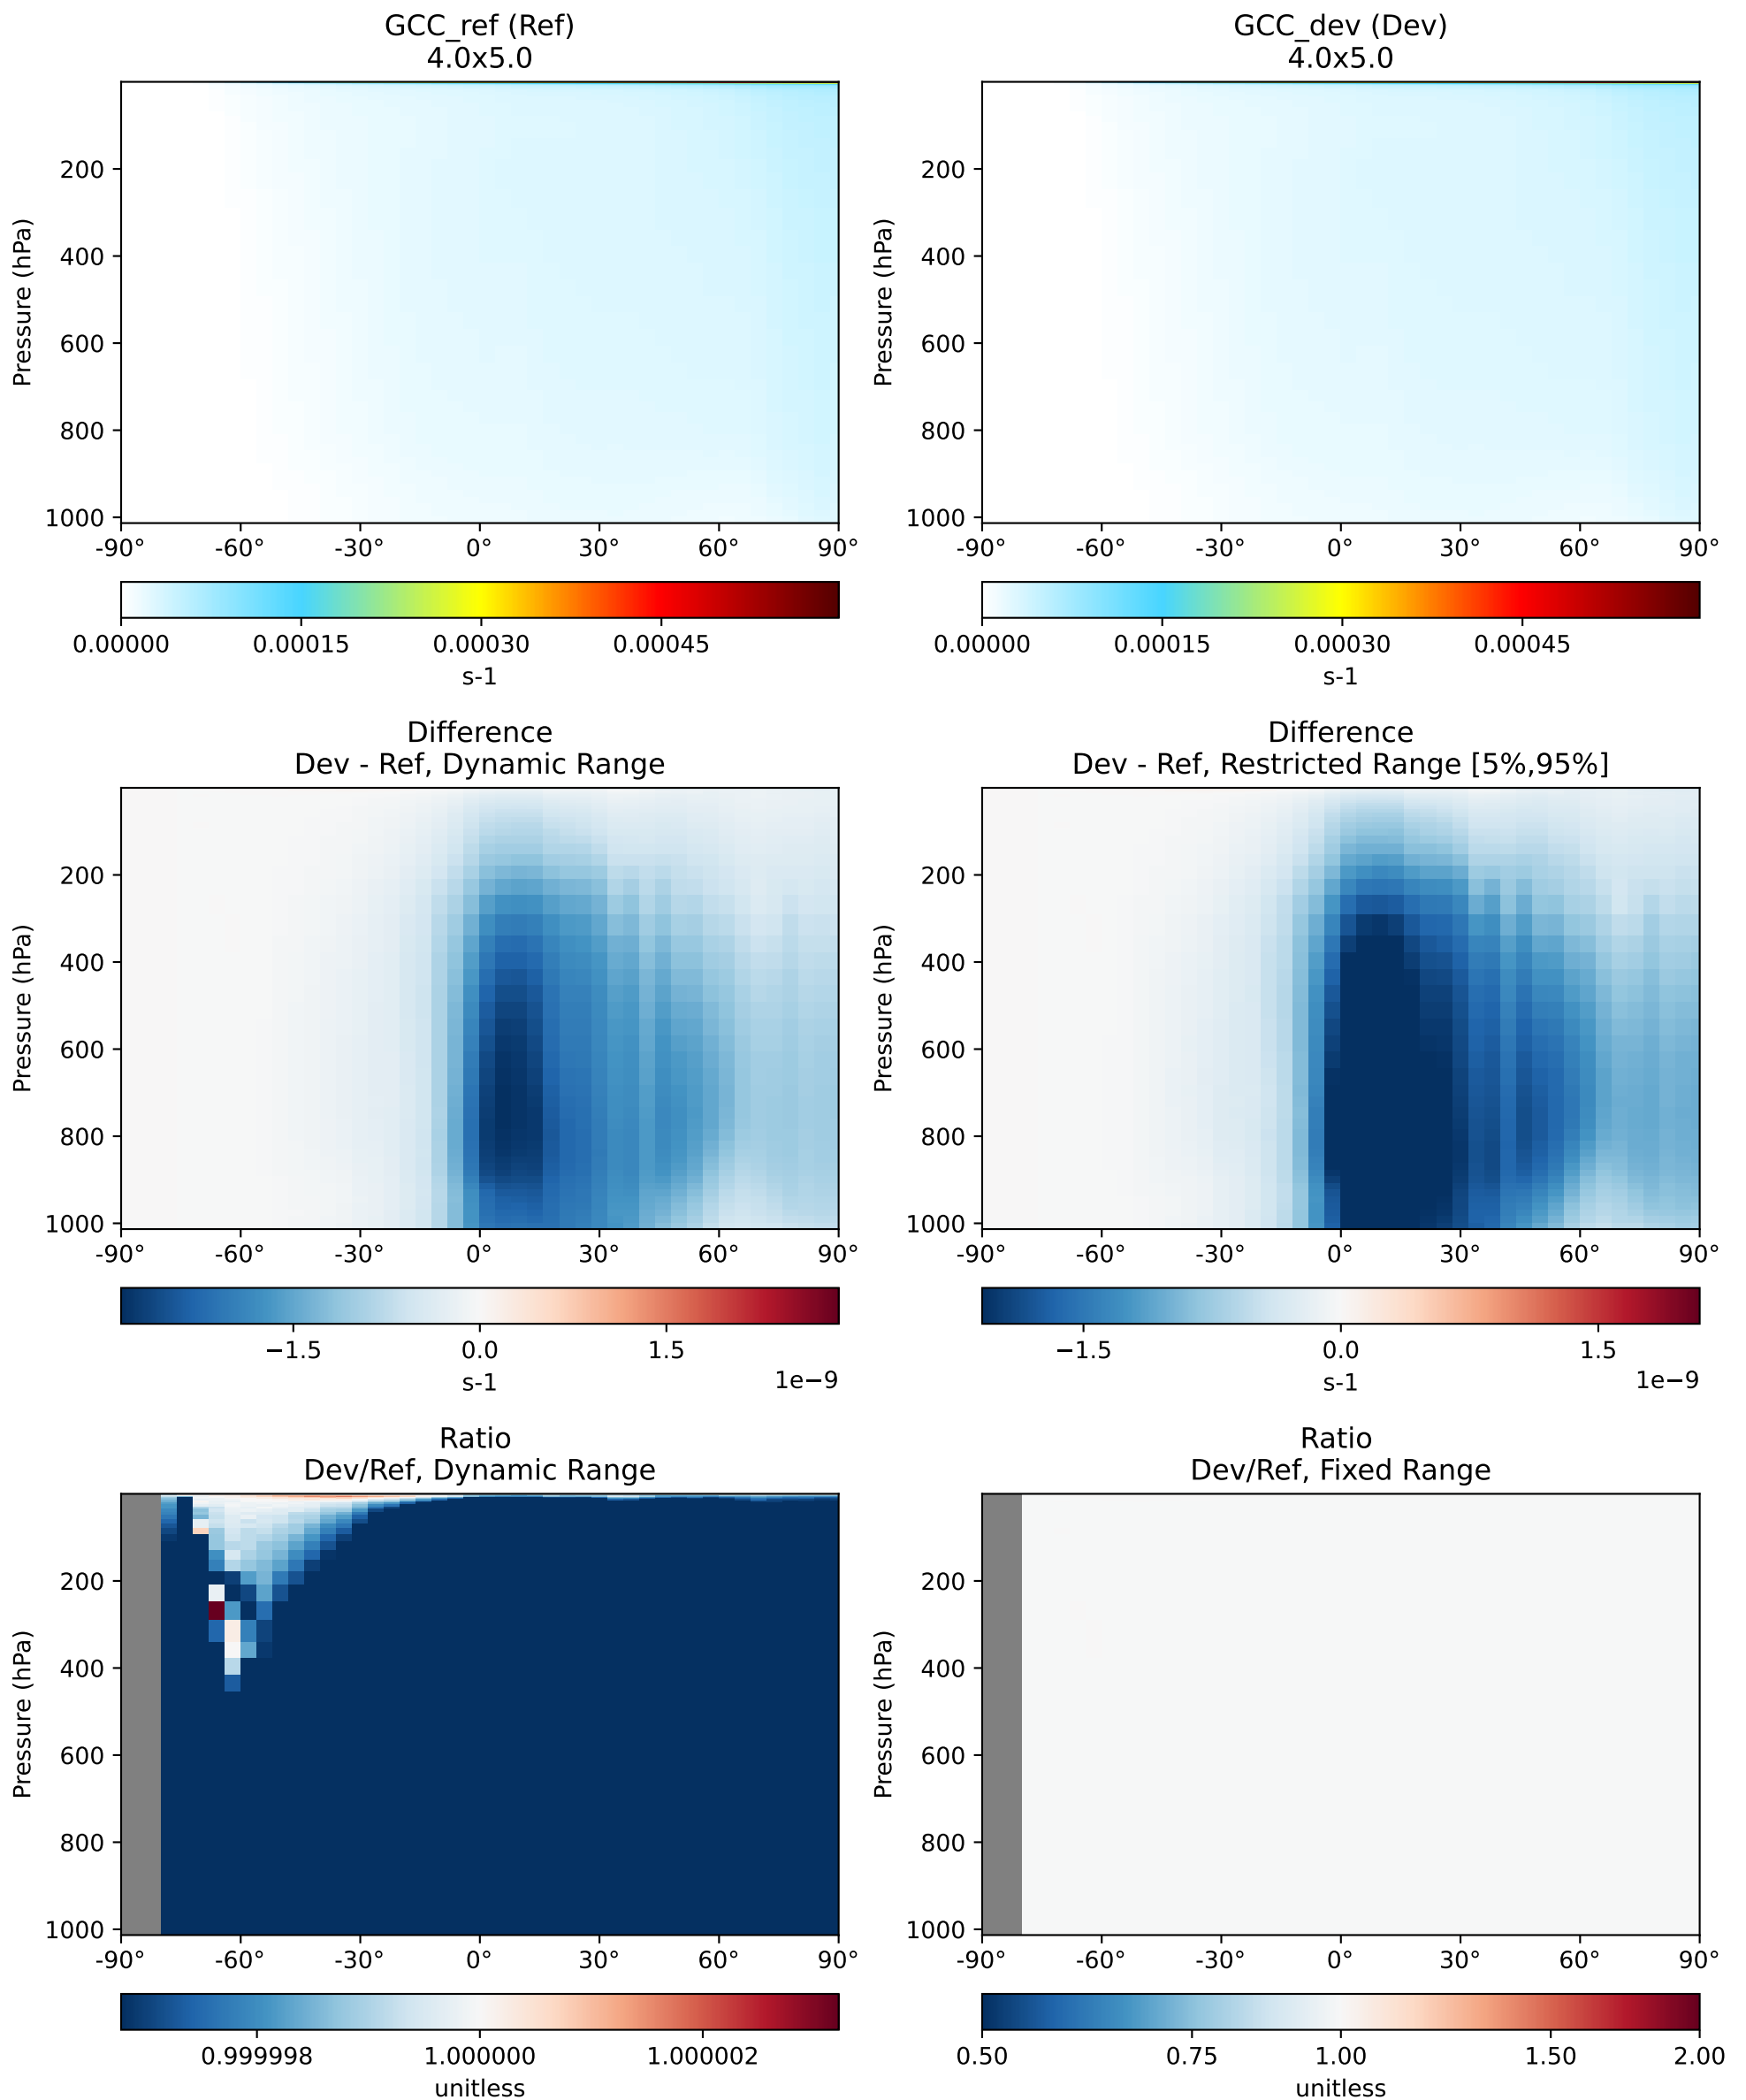 GCC_ref (Ref)
4.0x5.0
Pressure (hPa)
200
400
600
800
1000
-90° -60° -30° 0° 30° 60° 90°
0.00000 0.00015 0.00030 0.00045
s-1
GCC_dev (Dev)
4.0x5.0
Pressure (hPa)
200
400
600
800
1000
-90° -60° -30° 0° 30° 60° 90°
0.00000 0.00015 0.00030 0.00045
s-1
Difference
Dev - Ref, Dynamic Range
Pressure (hPa)
200
400
600
800
1000
-90° -60° -30° 0° 30° 60° 90°
−1.5 0.0 1.5
s-1 1e−9
Difference
Dev - Ref, Restricted Range [5%,95%]
Pressure (hPa)
200
400
600
800
1000
-90° -60° -30° 0° 30° 60° 90°
−1.5 0.0 1.5
s-1 1e−9
Ratio
Dev/Ref, Dynamic Range
Pressure (hPa)
200
400
600
800
1000
-90° -60° -30° 0° 30° 60° 90°
0.999998 1.000000 1.000002
unitless
Ratio
Dev/Ref, Fixed Range
Pressure (hPa)
200
400
600
800
1000
-90° -60° -30° 0° 30° 60° 90°
0.50 0.75 1.00 1.50 2.00
unitless